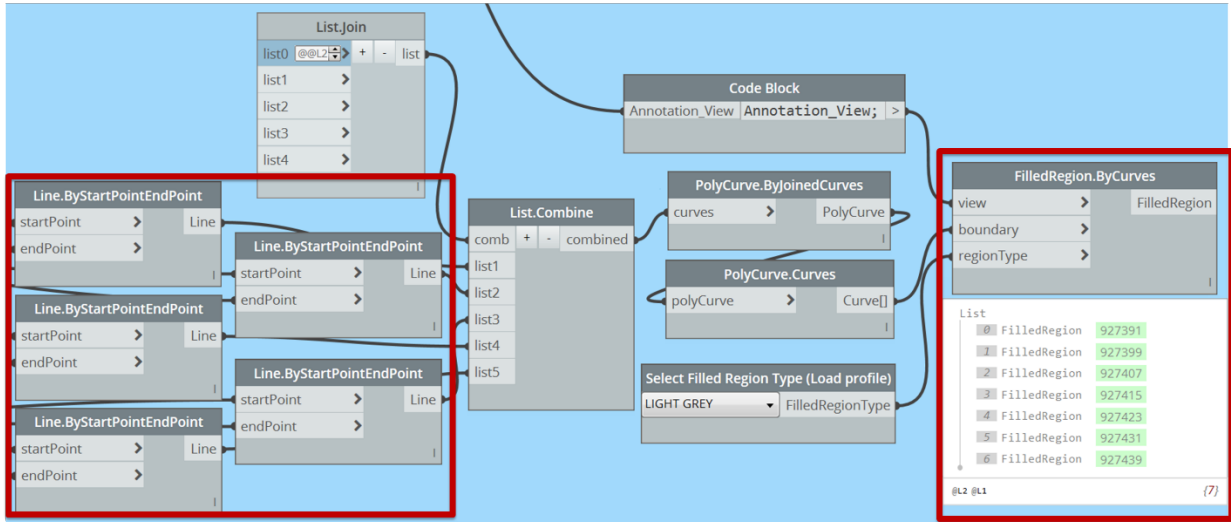 List.Join
list0 @@L2 > + - list
list1 >
list2 >
list3 >
list4 >
Code Block
Annotation_View Annotation_View; >
Line.ByStartPointEndPoint
startPoint > Line
endPoint >
Line.ByStartPointEndPoint
startPoint > Line
endPoint >
Line.ByStartPointEndPoint
startPoint > Line
endPoint >
Line.ByStartPointEndPoint
startPoint > Line
endPoint >
Line.ByStartPointEndPoint
startPoint > Line
endPoint >
List.Combine
comb + - combined
list1
list2
list3
list4
list5
PolyCurve.ByJoinedCurves
curves > PolyCurve
PolyCurve.Curves
polyCurve > Curve[]
Select Filled Region Type (Load profile)
LIGHT GREY FilledRegionType
FilledRegion.ByCurves
view > FilledRegion
boundary >
regionType >
List
0 FilledRegion 927391
1 FilledRegion 927399
2 FilledRegion 927407
3 FilledRegion 927415
4 FilledRegion 927423
5 FilledRegion 927431
6 FilledRegion 927439
@L2 @L1 {7}